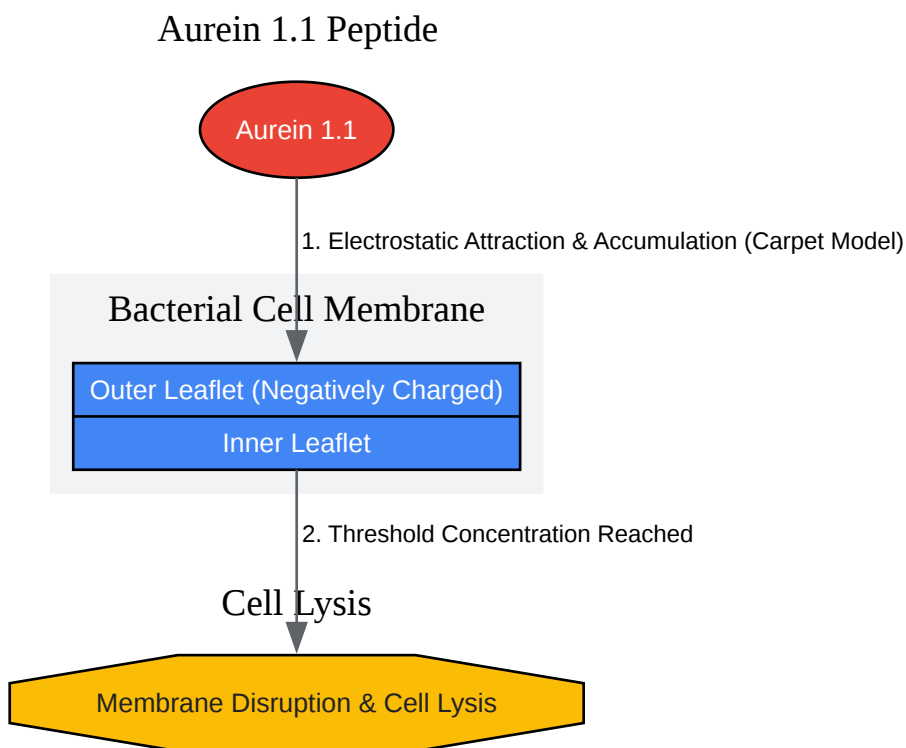 Aurein 1.1 Peptide
Aurein 1.1
1. Electrostatic Attraction & Accumulation (Carpet Model)
Bacterial Cell Membrane
Outer Leaflet (Negatively Charged)
Inner Leaflet
2. Threshold Concentration Reached
Cell Lysis
Membrane Disruption & Cell Lysis